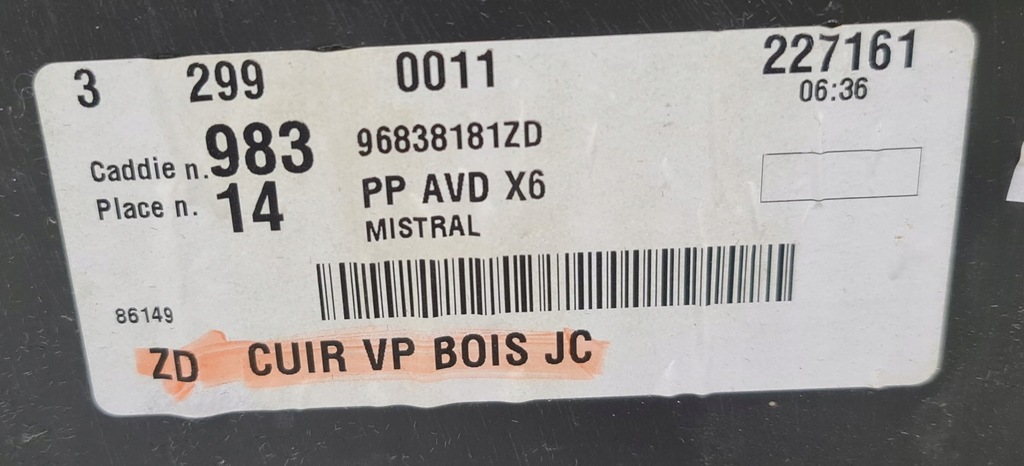 3 299 0011 227161
06:36
Caddie n. 983 96838181ZD
Place n. 14 PP AVD X6
MISTRAL
86149
ZD CUIR VP BOIS JC